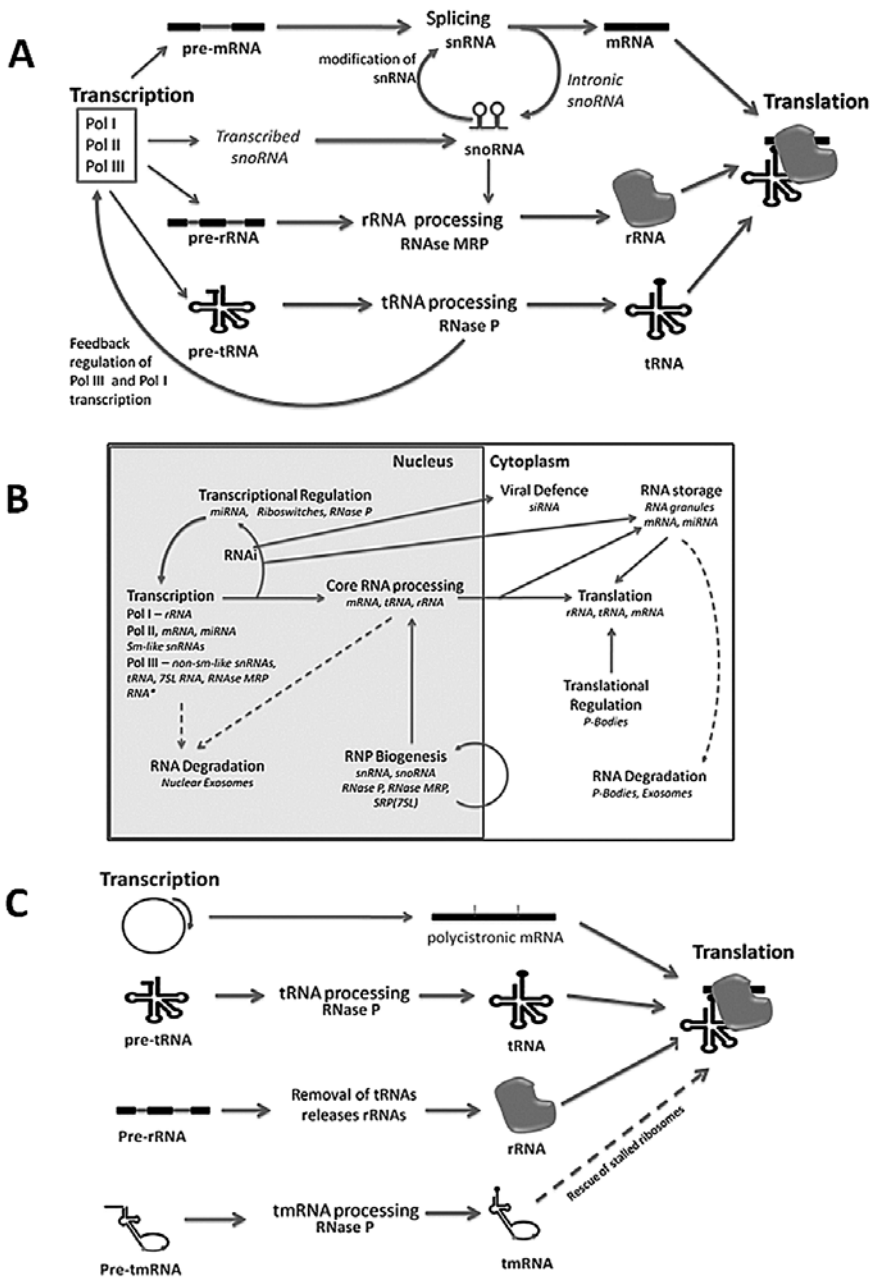 A
pre-mRNA
Splicing
snRNA
mRNA
modification of
snRNA
Intronic
snoRNA
Transcription
Pol I
Pol II
Pol III
Transcribed
snoRNA
snoRNA
Translation
pre-rRNA
rRNA processing
RNAse MRP
rRNA
pre-tRNA
tRNA processing
RNase P
tRNA
Feedback
regulation of
Pol III and Pol I
transcription
B
Nucleus
Cytoplasm
Transcriptional Regulation
miRNA, Riboswitches, RNase P
Viral Defence
siRNA
RNA storage
RNA granules
mRNA, miRNA
RNAi
Transcription
Pol I – rRNA
Pol II, mRNA, miRNA
Sm-like snRNAs
Pol III – non-sm-like snRNAs,
tRNA, 7SL RNA, RNAse MRP
RNA*
Core RNA processing
mRNA, tRNA, rRNA
Translation
rRNA, tRNA, mRNA
Translational
Regulation
P-Bodies
RNA Degradation
Nuclear Exosomes
RNP Biogenesis
snRNA, snoRNA
RNase P, RNase MRP,
SRP(7SL)
RNA Degradation
P-Bodies, Exosomes
C
Transcription
polycistronic mRNA
Translation
pre-tRNA
tRNA processing
RNase P
tRNA
Pre-rRNA
Removal of tRNAs
releases rRNAs
rRNA
Rescue of stalled ribosomes
Pre-tmRNA
tmRNA processing
RNase P
tmRNA